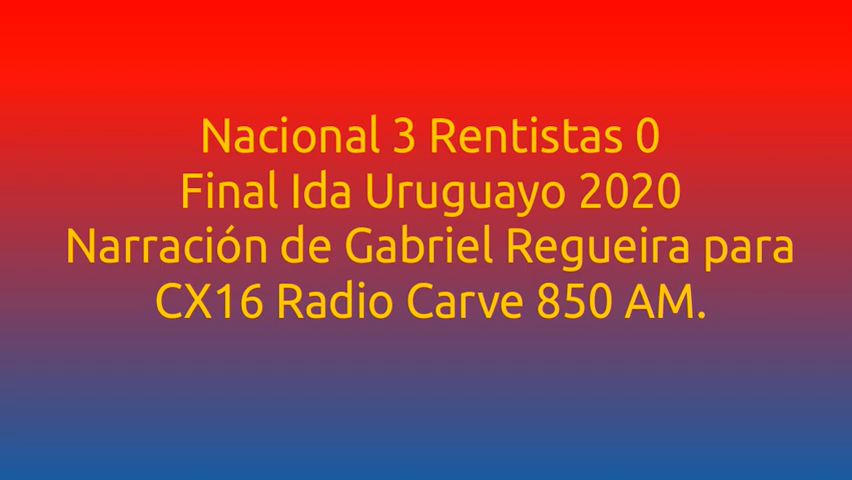 Nacional 3 Rentistas 0
Final Ida Uruguayo 2020
Narración de Gabriel Regueira para
CX16 Radio Carve 850 AM.